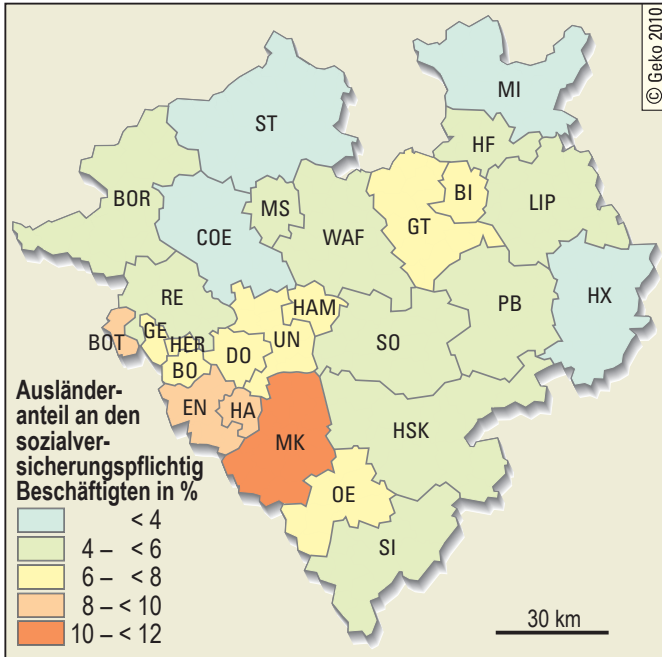 © Geko 2010
MI
ST
HF
BI
BOR
MS
LIP
GT
COE
WAF
HX
RE
PB
HAM
GE
BOT
HER
UN
SO
DO
BO
EN
HA
HSK
MK
OE
SI
Ausländer-
anteil an den
sozialver-
sicherungspflichtig
Beschäftigten in %
< 4
4 – < 6
6 – < 8
8 – < 10
10 – < 12
30 km